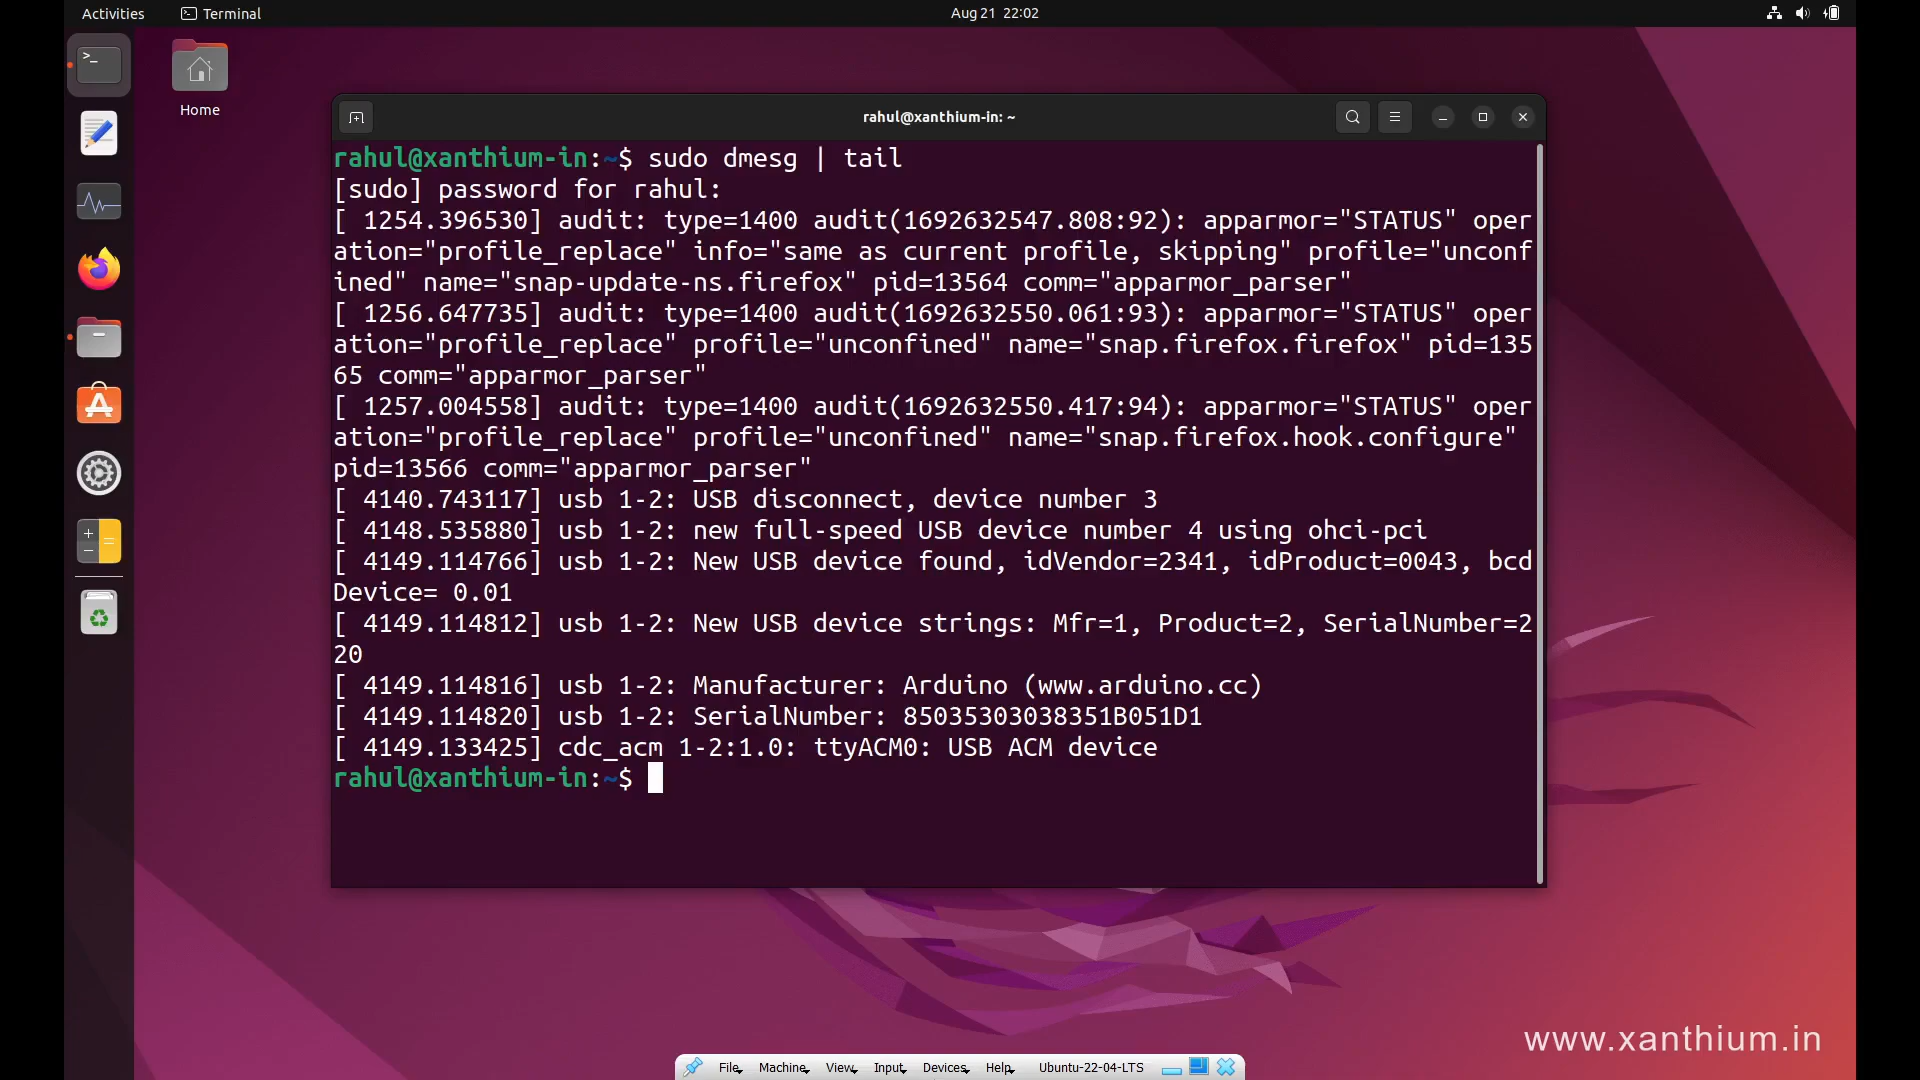 Activities Terminal Aug 21 22:02
Home
rahul@xanthium-in: ~
rahul@xanthium-in:~$ sudo dmesg | tail
[sudo] password for rahul:
[ 1254.396530] audit: type=1400 audit(1692632547.808:92): apparmor="STATUS" oper
ation="profile_replace" info="same as current profile, skipping" profile="unconf
ined" name="snap-update-ns.firefox" pid=13564 comm="apparmor_parser"
[ 1256.647735] audit: type=1400 audit(1692632550.061:93): apparmor="STATUS" oper
ation="profile_replace" profile="unconfined" name="snap.firefox.firefox" pid=135
65 comm="apparmor_parser"
[ 1257.004558] audit: type=1400 audit(1692632550.417:94): apparmor="STATUS" oper
ation="profile_replace" profile="unconfined" name="snap.firefox.hook.configure"
pid=13566 comm="apparmor_parser"
[ 4140.743117] usb 1-2: USB disconnect, device number 3
[ 4148.535880] usb 1-2: new full-speed USB device number 4 using ohci-pci
[ 4149.114766] usb 1-2: New USB device found, idVendor=2341, idProduct=0043, bcd
Device= 0.01
[ 4149.114812] usb 1-2: New USB device strings: Mfr=1, Product=2, SerialNumber=2
20
[ 4149.114816] usb 1-2: Manufacturer: Arduino (www.arduino.cc)
[ 4149.114820] usb 1-2: SerialNumber: 85035303038351B051D1
[ 4149.133425] cdc_acm 1-2:1.0: ttyACM0: USB ACM device
rahul@xanthium-in:~$
www.xanthium.in
File Machine View Input Devices Help Ubuntu-22-04-LTS